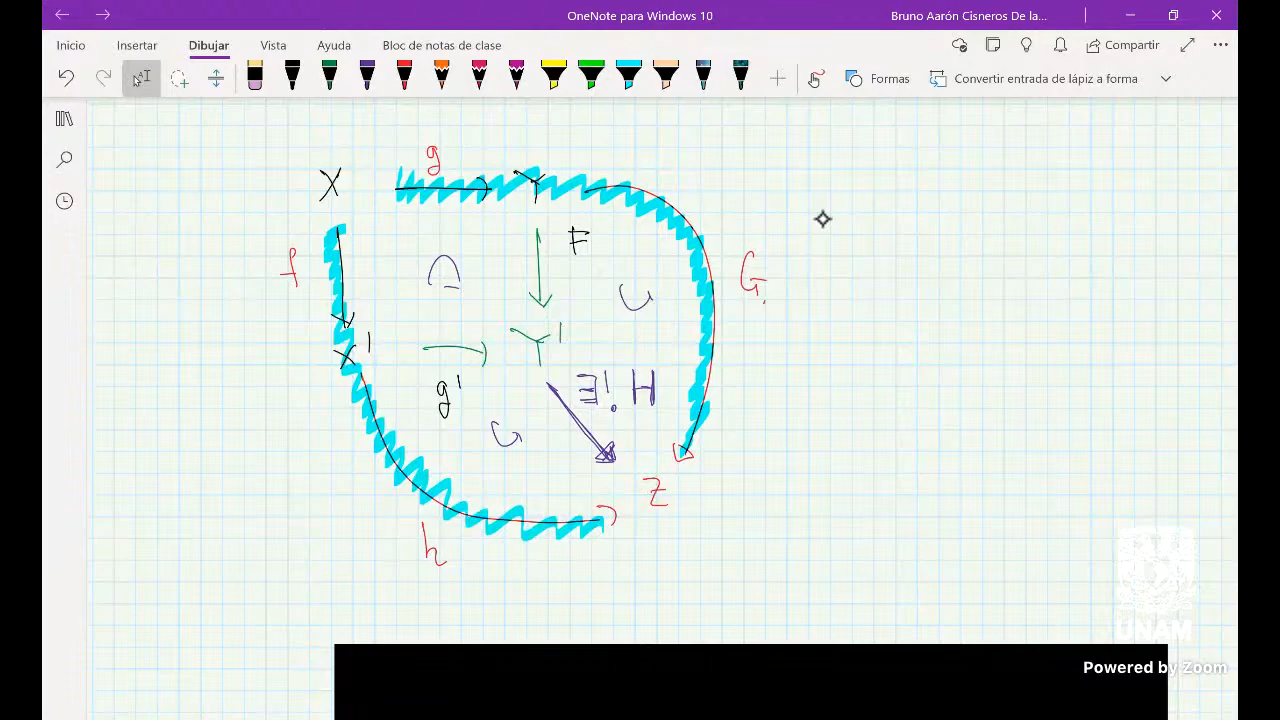 OneNote para Windows 10
Bruno Aarón Cisneros De la...
Inicio
Insertar
Dibujar
Vista
Ayuda
Bloc de notas de clase
Compartir
Formas
Convertir entrada de lápiz a forma
g
X
Y
F
f
G
X'
Y'
g'
∃! H
Z
h
UNAM
Powered by Zoom